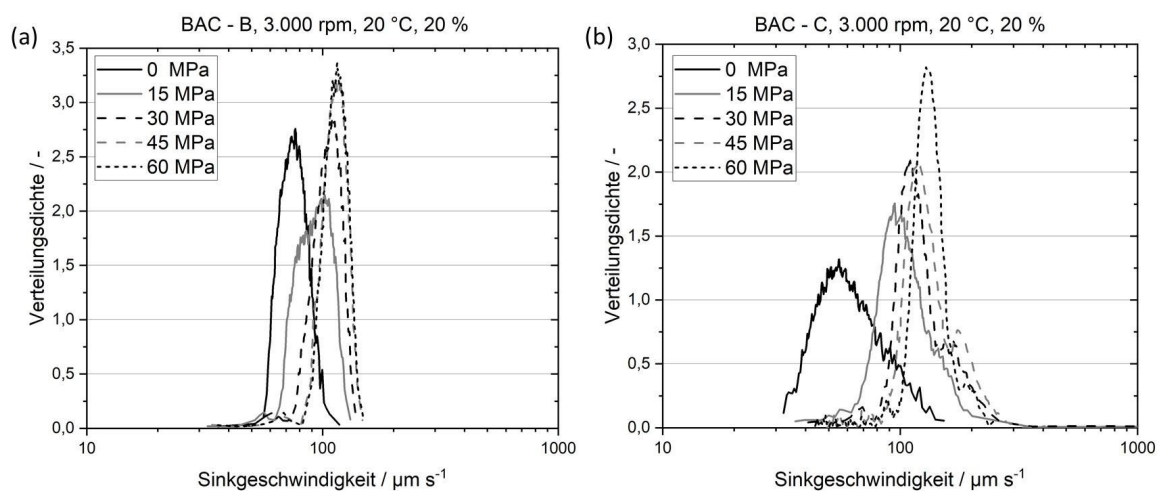 (a)
BAC - B, 3.000 rpm, 20 °C, 20 %
3,5
3,0
2,5
2,0
1,5
1,0
0,5
0,0
Verteilungsdichte / -
0 MPa
15 MPa
30 MPa
45 MPa
60 MPa
10
100
1000
Sinkgeschwindigkeit / µm s⁻¹
(b)
BAC - C, 3.000 rpm, 20 °C, 20 %
3,0
2,5
2,0
1,5
1,0
0,5
0,0
Verteilungsdichte / -
0 MPa
15 MPa
30 MPa
45 MPa
60 MPa
10
100
1000
Sinkgeschwindigkeit / µm s⁻¹